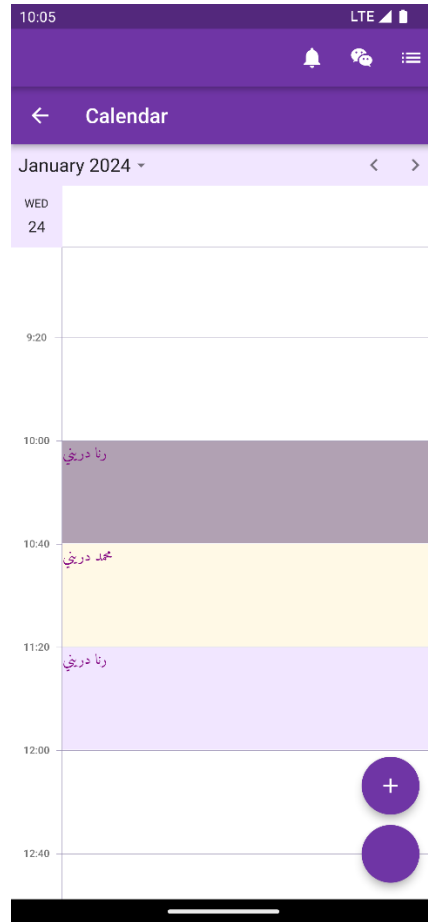 10:05
LTE
Calendar
January 2024
WED
24
9:20
10:00
رنا دريني
10:40
محمد دريني
11:20
رنا دريني
12:00
12:40